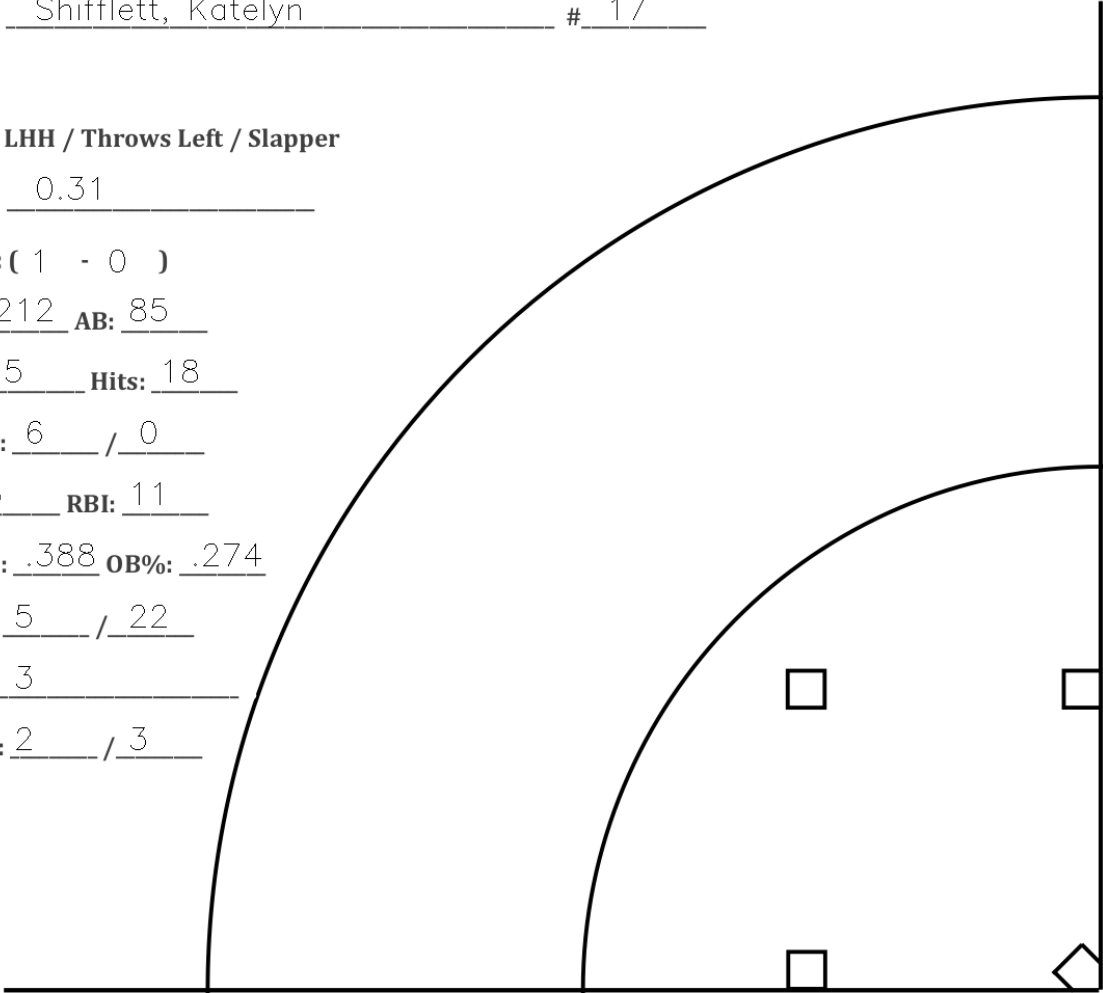 Shifflett, Katelyn # 17
LHH / Throws Left / Slapper
0.31
: ( 1 - 0 )
212 AB: 85
5 Hits: 18
: 6 / 0
RBI: 11
: .388 OB%: .274
5 / 22
3
: 2 / 3